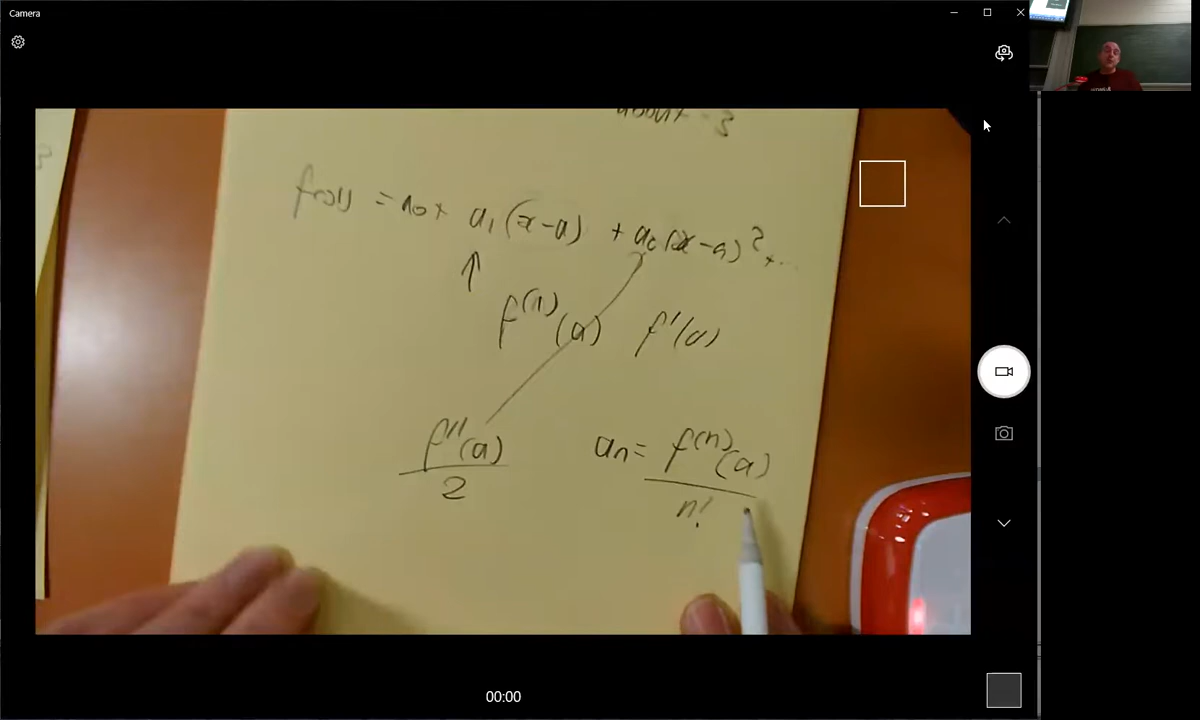 Camera
about = 3
f(x) = a₀ + a₁(x-a) + a₂(x-a)² + ...
↑
f⁽¹⁾(a) f'(a)
f''(a)/2
aₙ = f⁽ⁿ⁾(a)/n!
00:00